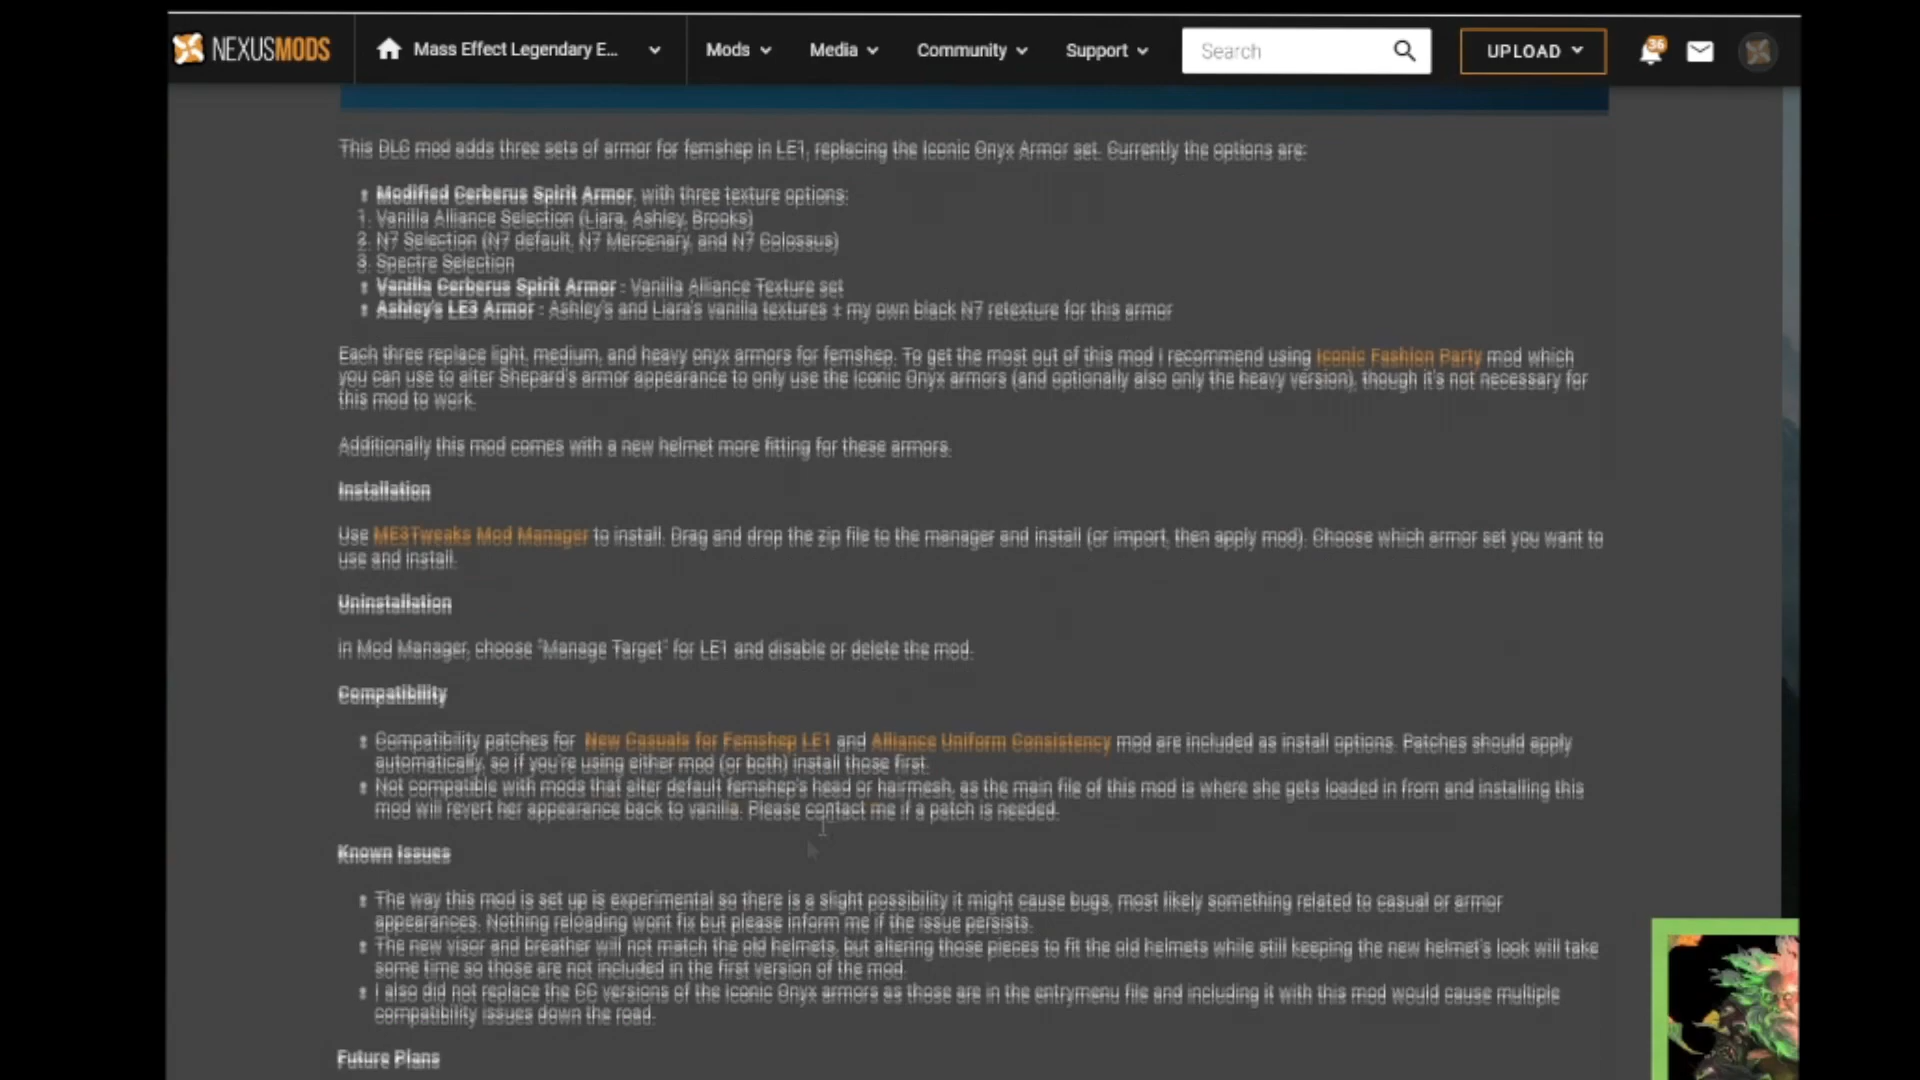 NEXUSMODS
Mass Effect Legendary E...
Mods
Media
Community
Support
Search
UPLOAD
36
This DLC mod adds three sets of armor for femshep in LE1, replacing the Iconic Onyx Armor set. Currently the options are:
Modified Cerberus Spirit Armor, with three texture options:
1. Vanilla Alliance Selection (Liara, Ashley, Brooks)
2. N7 Selection (N7 default, N7 Mercenary, and N7 Colossus)
3. Spectre Selection
Vanilla Cerberus Spirit Armor - Vanilla Alliance Texture set
Ashley's LE3 Armor - Ashley's and Liara's vanilla textures + my own black N7 retexture for this armor
Each three replace light, medium, and heavy onyx armors for femshep. To get the most out of this mod I recommend using Iconic Fashion Party mod which
you can use to alter Shepard's armor appearance to only use the Iconic Onyx armors (and optionally also only the heavy version), though it's not necessary for
this mod to work.
Additionally this mod comes with a new helmet more fitting for these armors.
Installation
Use ME3Tweaks Mod Manager to install. Drag and drop the zip file to the manager and install (or import, then apply mod). Choose which armor set you want to
use and install.
Uninstallation
in Mod Manager, choose "Manage Target" for LE1 and disable or delete the mod.
Compatibility
Compatibility patches for New Casuals for Femshep LE1 and Alliance Uniform Consistency mod are included as install options. Patches should apply
automatically, so if you're using either mod (or both) install those first.
Not compatible with mods that alter default femshep's head or hairmesh, as the main file of this mod is where she gets loaded in from and installing this
mod will revert her appearance back to vanilla. Please contact me if a patch is needed.
Known Issues
The way this mod is set up is experimental so there is a slight possibility it might cause bugs, most likely something related to casual or armor
appearances. Nothing reloading wont fix but please inform me if the issue persists.
The new visor and breather will not match the old helmets, but altering those pieces to fit the old helmets while still keeping the new helmet's look will take
some time so those are not included in the first version of the mod.
I also did not replace the CC versions of the Iconic Onyx armors as those are in the entrymenu file and including it with this mod would cause multiple
compatibility issues down the road.
Future Plans